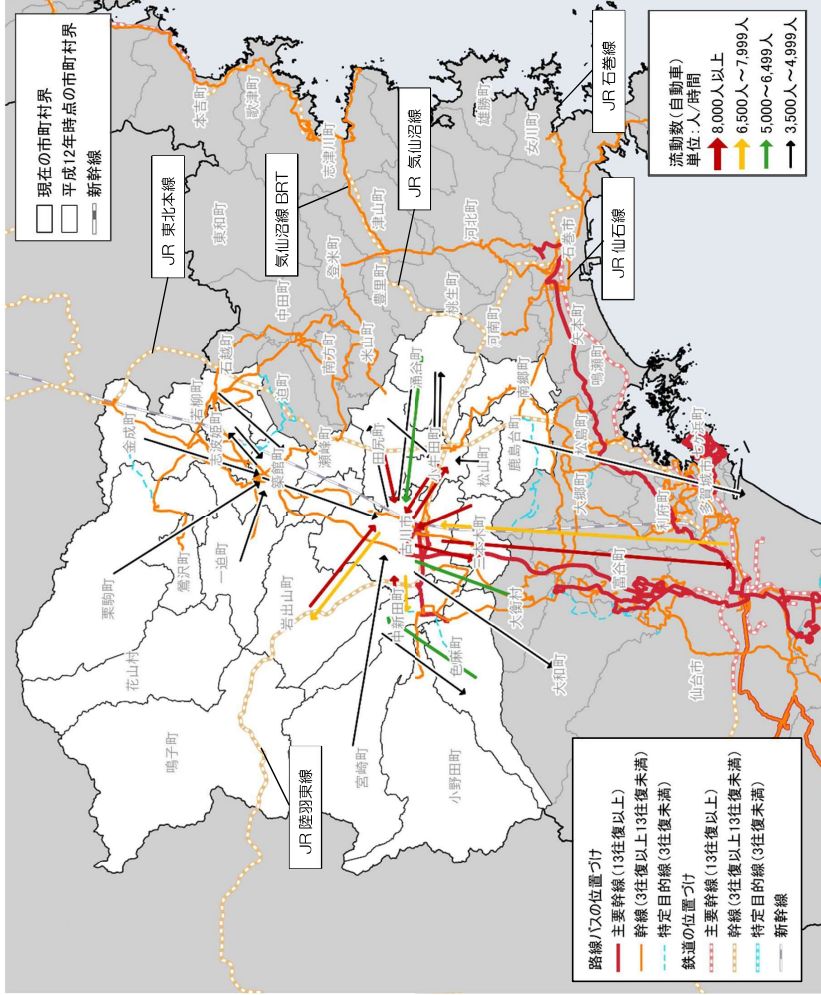 現在の市町村界
平成12年時点の市町村界
新幹線
流動数(自動車)
単位:人/時間
8,000人以上
6,500人～7,999人
5,000～6,499人
3,500人～4,999人
路線バスの位置づけ
主要幹線(13往復以上)
幹線(3往復以上13往復未満)
特定目的線(3往復未満)
鉄道の位置づけ
主要幹線(13往復以上)
幹線(3往復以上13往復未満)
特定目的線(3往復未満)
新幹線
JR 東北本線
気仙沼線 BRT
JR 気仙沼線
JR 石巻線
JR 仙石線
JR 陸羽東線
本吉町
歌津町
志津川町
東和町
津山町
登米町
中田町
豊里町
米山町
南方町
石越町
迫町
若柳町
金成町
志波姫町
築館町
瀬峰町
栗駒町
鶯沢町
一迫町
花山村
鳴子町
岩出山町
宮崎町
中新田町
小野田町
色麻町
古川市
田尻町
涌谷町
小牛田町
松山町
三本木町
鹿島台町
南郷町
桃生町
河南町
河北町
雄勝町
女川町
石巻市
矢本町
鳴瀬町
松島町
大郷町
大衡村
大和町
富谷町
利府町
多賀城市
七ヶ浜町
仙台市